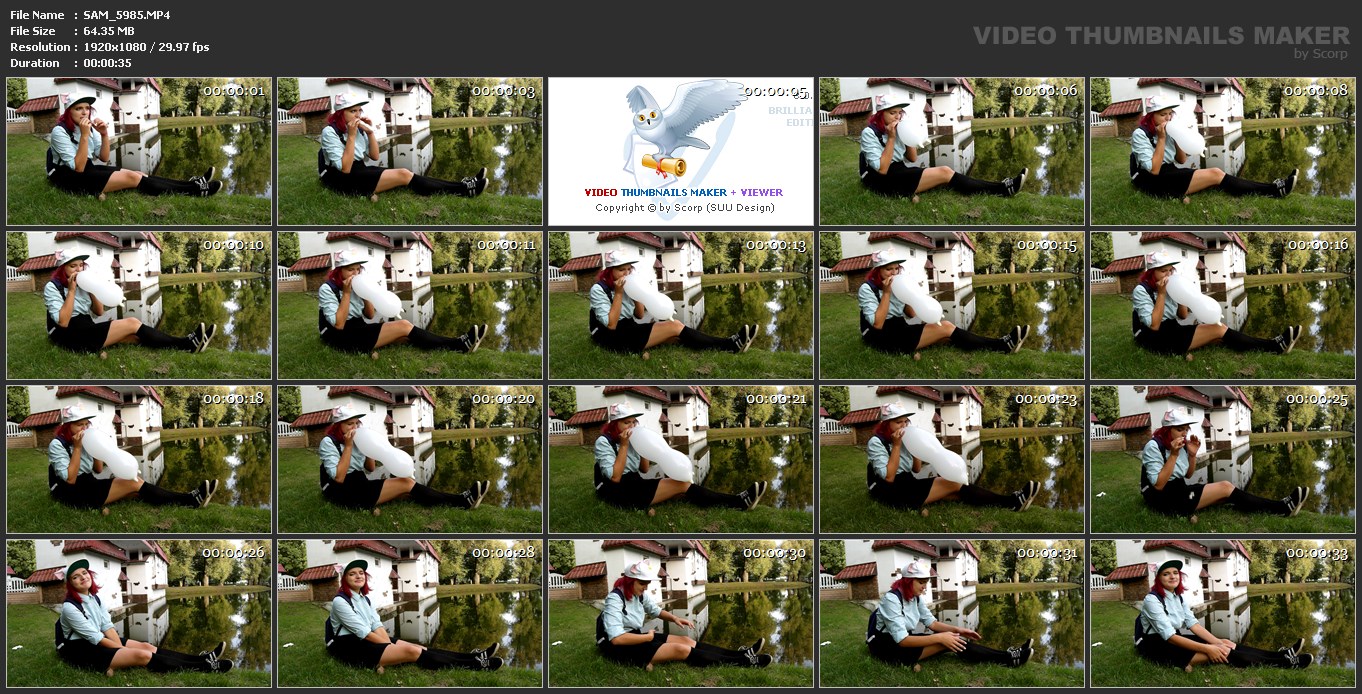 File Name : SAM_5985.MP4
File Size : 64.35 MB
Resolution : 1920x1080 / 29.97 fps
Duration : 00:00:35
VIDEO THUMBNAILS MAKER
by Scorp
00:00:01
00:00:03
00:00:05
00:00:06
00:00:08
BRILLIA
EDIT
VIDEO THUMBNAILS MAKER + VIEWER
Copyright © by Scorp (SUU Design)
00:00:10
00:00:11
00:00:13
00:00:15
00:00:16
00:00:18
00:00:20
00:00:21
00:00:23
00:00:25
00:00:26
00:00:28
00:00:30
00:00:31
00:00:33